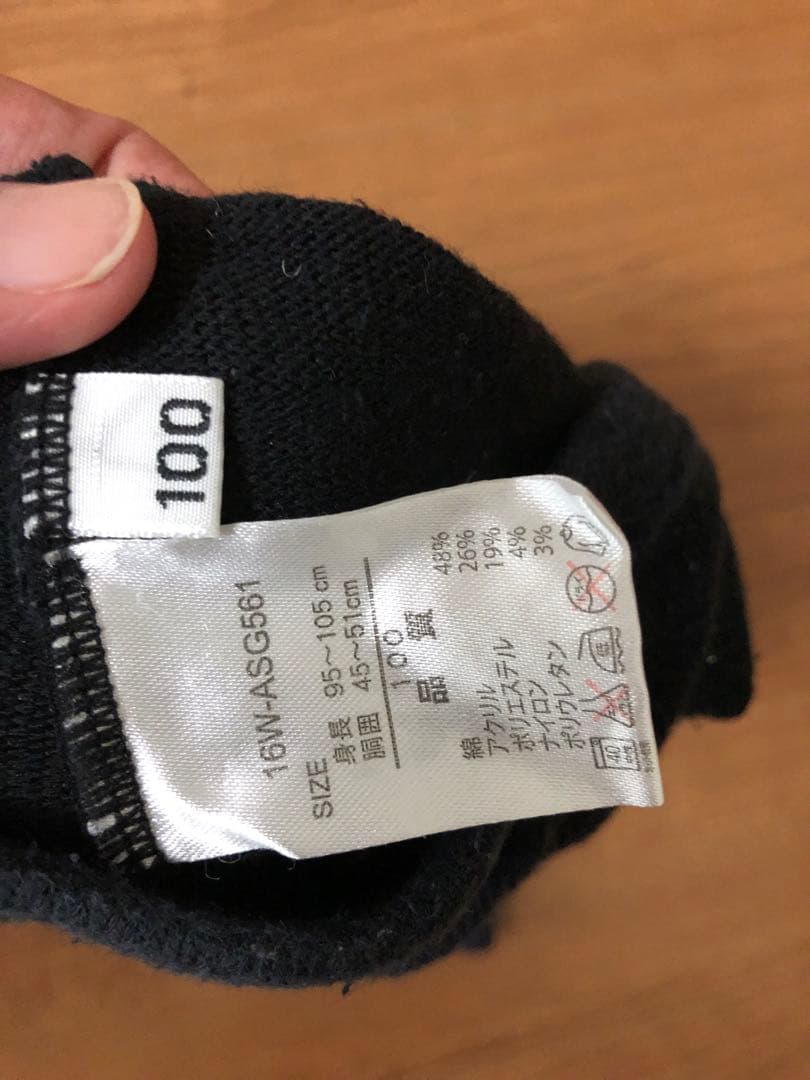 100
16W-ASG561
SIZE
身長 95~105cm
胴囲 45~51cm
100
品質
綿 48%
アクリル 26%
ポリエステル 19%
ナイロン 4%
ポリウレタン 3%
40